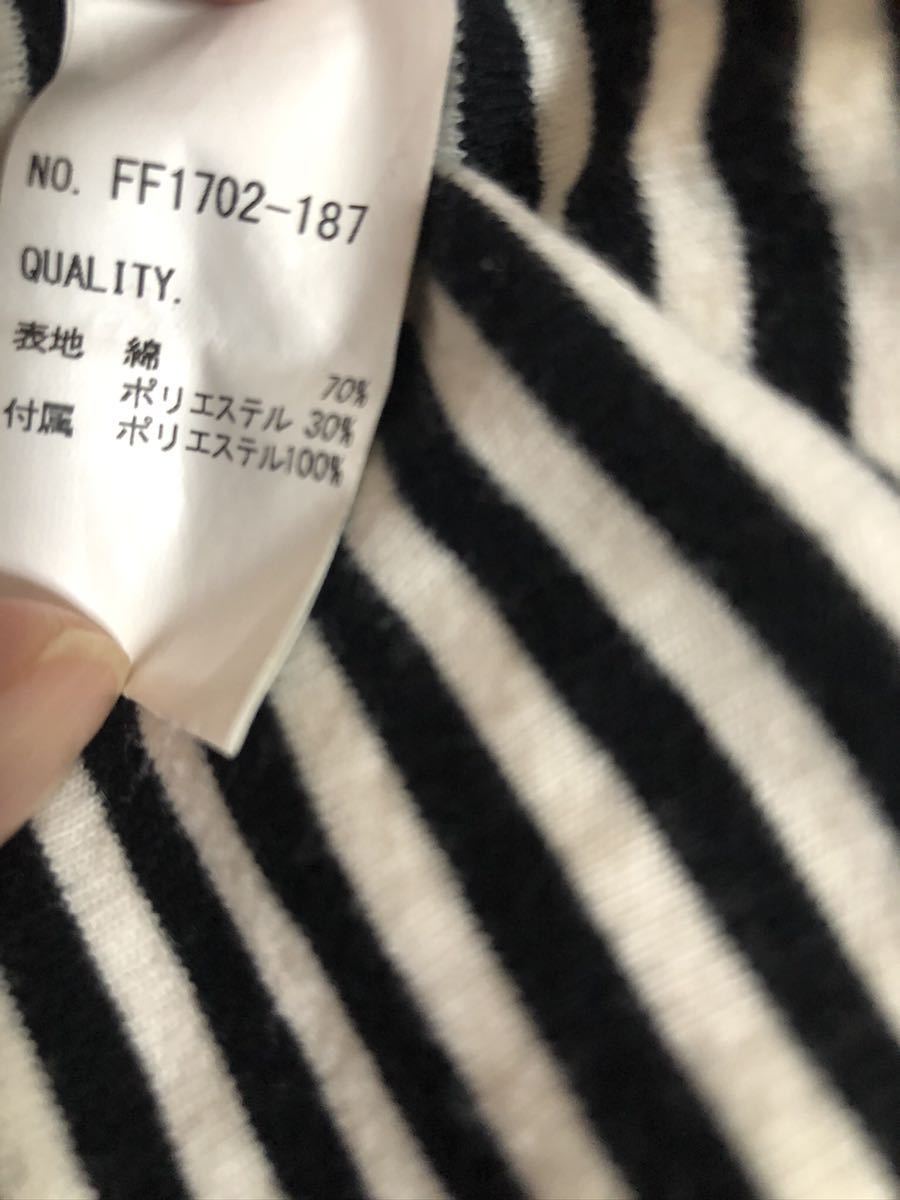 NO. FF1702-187
QUALITY.
表地 綿 70%
ポリエステル 30%
付属 ポリエステル100%